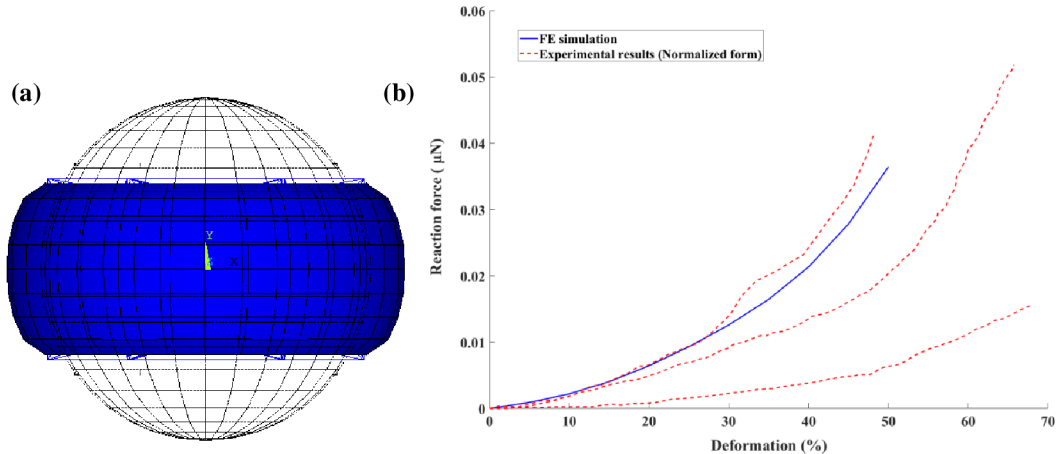 (a)
Y
X
(b)
0.06
0.05
0.04
0.03
0.02
0.01
0
Reaction force ( μN)
FE simulation
Experimental results (Normalized form)
0 10 20 30 40 50 60 70
Deformation (%)